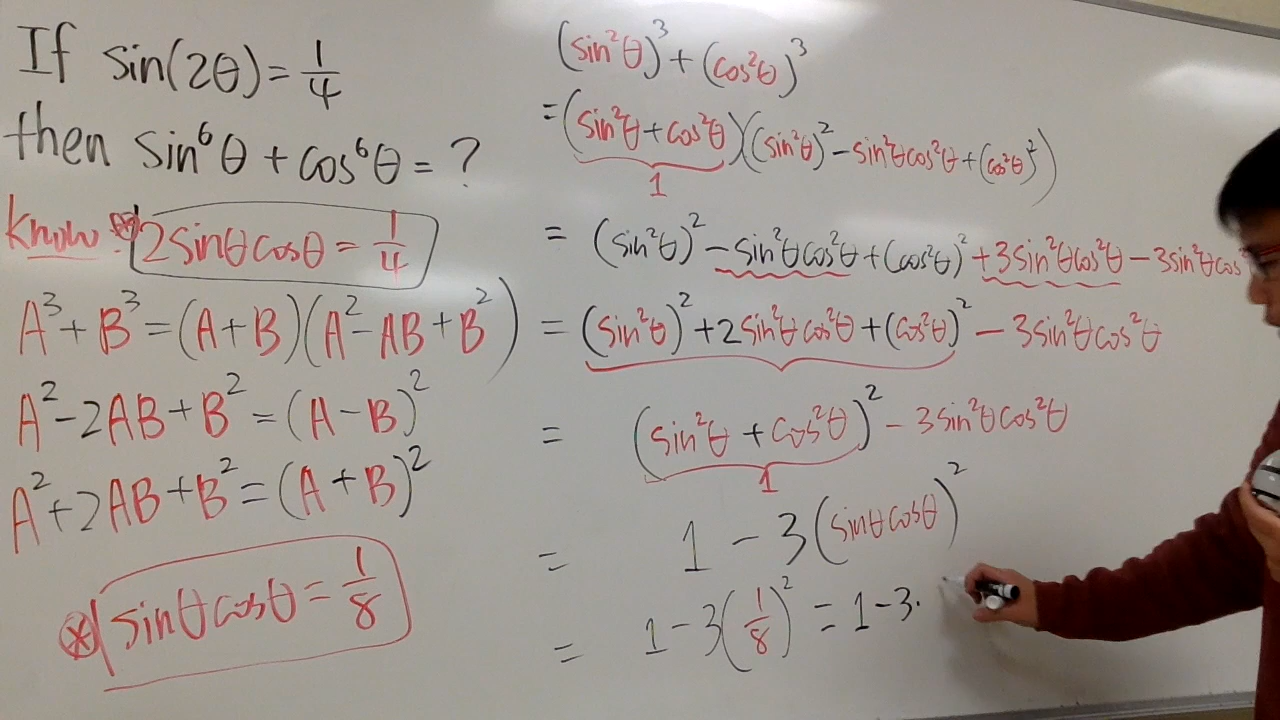 If sin(2θ) = 1/4
then sin⁶θ + cos⁶θ = ?
know: 2sinθcosθ = 1/4
A³ + B³ = (A+B)(A² - AB + B²)
A² - 2AB + B² = (A - B)²
A² + 2AB + B² = (A + B)²
⊛ sinθcosθ = 1/8
(sin²θ)³ + (cos²θ)³
= (sin²θ + cos²θ)((sin²θ)² - sin²θcos²θ + (cos²θ)²)
1
= (sin²θ)² - sin²θcos²θ + (cos²θ)² + 3sin²θcos²θ - 3sin²θcos
= (sin²θ)² + 2sin²θcos²θ + (cos²θ)² - 3sin²θcos²θ
= (sin²θ + cos²θ)² - 3sin²θcos²θ
1
= 1 - 3(sinθcosθ)²
= 1 - 3(1/8)² = 1 - 3·